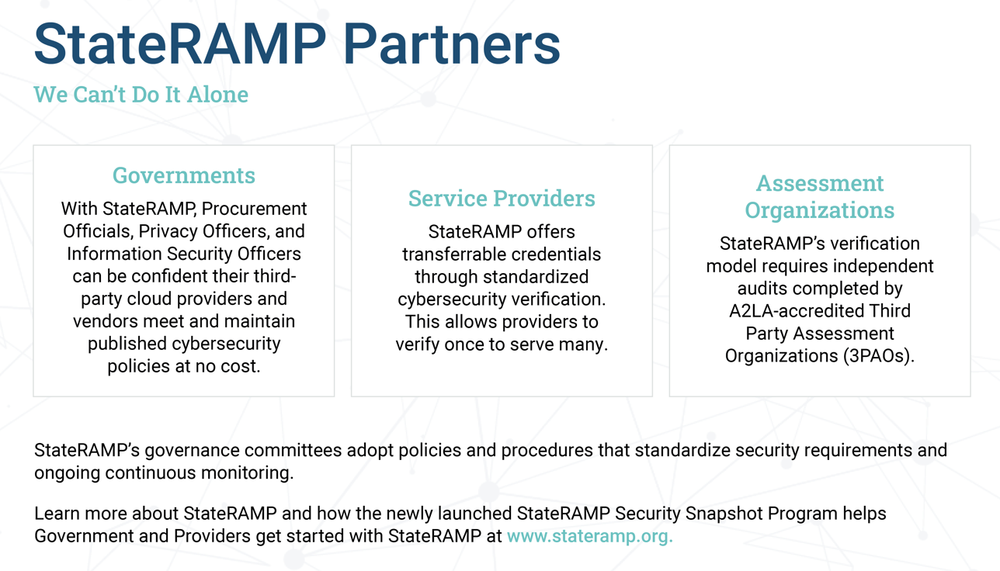 StateRAMP Partners
We Can’t Do It Alone
Governments
With StateRAMP, Procurement
Officials, Privacy Officers, and
Information Security Officers
can be confident their third-
party cloud providers and
vendors meet and maintain
published cybersecurity
policies at no cost.
Service Providers
StateRAMP offers
transferrable credentials
through standardized
cybersecurity verification.
This allows providers to
verify once to serve many.
Assessment
Organizations
StateRAMP’s verification
model requires independent
audits completed by
A2LA-accredited Third
Party Assessment
Organizations (3PAOs).
StateRAMP’s governance committees adopt policies and procedures that standardize security requirements and
ongoing continuous monitoring.
Learn more about StateRAMP and how the newly launched StateRAMP Security Snapshot Program helps
Government and Providers get started with StateRAMP at www.stateramp.org.